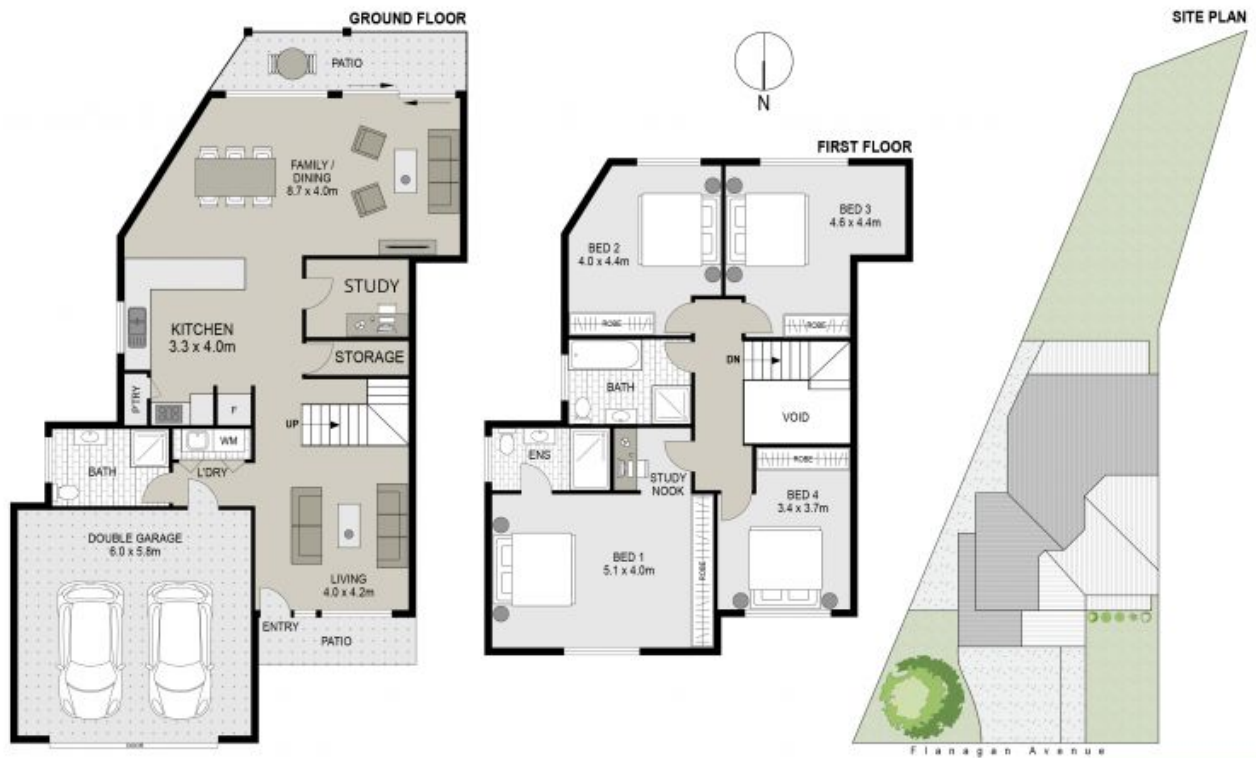 GROUND FLOOR
PATIO
FAMILY /
DINING
8.7 x 4.0m
STUDY
KITCHEN
3.3 x 4.0m
STORAGE
P'TRY
F
UP
WM
BATH
L'DRY
DOUBLE GARAGE
6.0 x 5.8m
LIVING
4.0 x 4.2m
ENTRY
PATIO
DOOR
N
FIRST FLOOR
BED 3
4.6 x 4.4m
BED 2
4.0 x 4.4m
ROBE
ROBE
DN
BATH
VOID
ENS
STUDY
NOOK
ROBE
BED 4
3.4 x 3.7m
BED 1
5.1 x 4.0m
ROBE
SITE PLAN
Flanagan Avenue